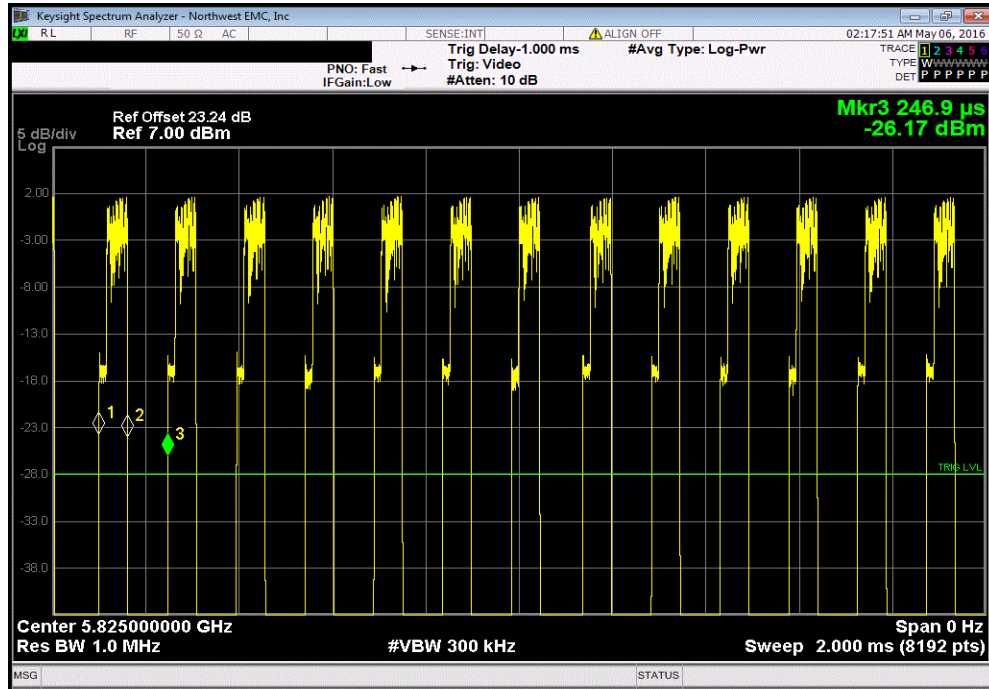 Keysight Spectrum Analyzer - Northwest EMC, Inc
LXI RL RF 50 Ω AC SENSE:INT ALIGN OFF 02:17:51 AM May 06, 2016
Trig Delay-1.000 ms #Avg Type: Log-Pwr TRACE 1 2 3 4 5 6
PNO: Fast Trig: Video TYPE WWWWWW
IFGain:Low #Atten: 10 dB DET P P P P P P
Mkr3 246.9 µs
-26.17 dBm
Ref Offset 23.24 dB
5 dB/div Ref 7.00 dBm
Log
2.00
-3.00
-8.00
-13.0
-18.0
1 2
-23.0
3
TRIG LVL
-28.0
-33.0
-38.0
Center 5.825000000 GHz Span 0 Hz
Res BW 1.0 MHz #VBW 300 kHz Sweep 2.000 ms (8192 pts)
MSG STATUS